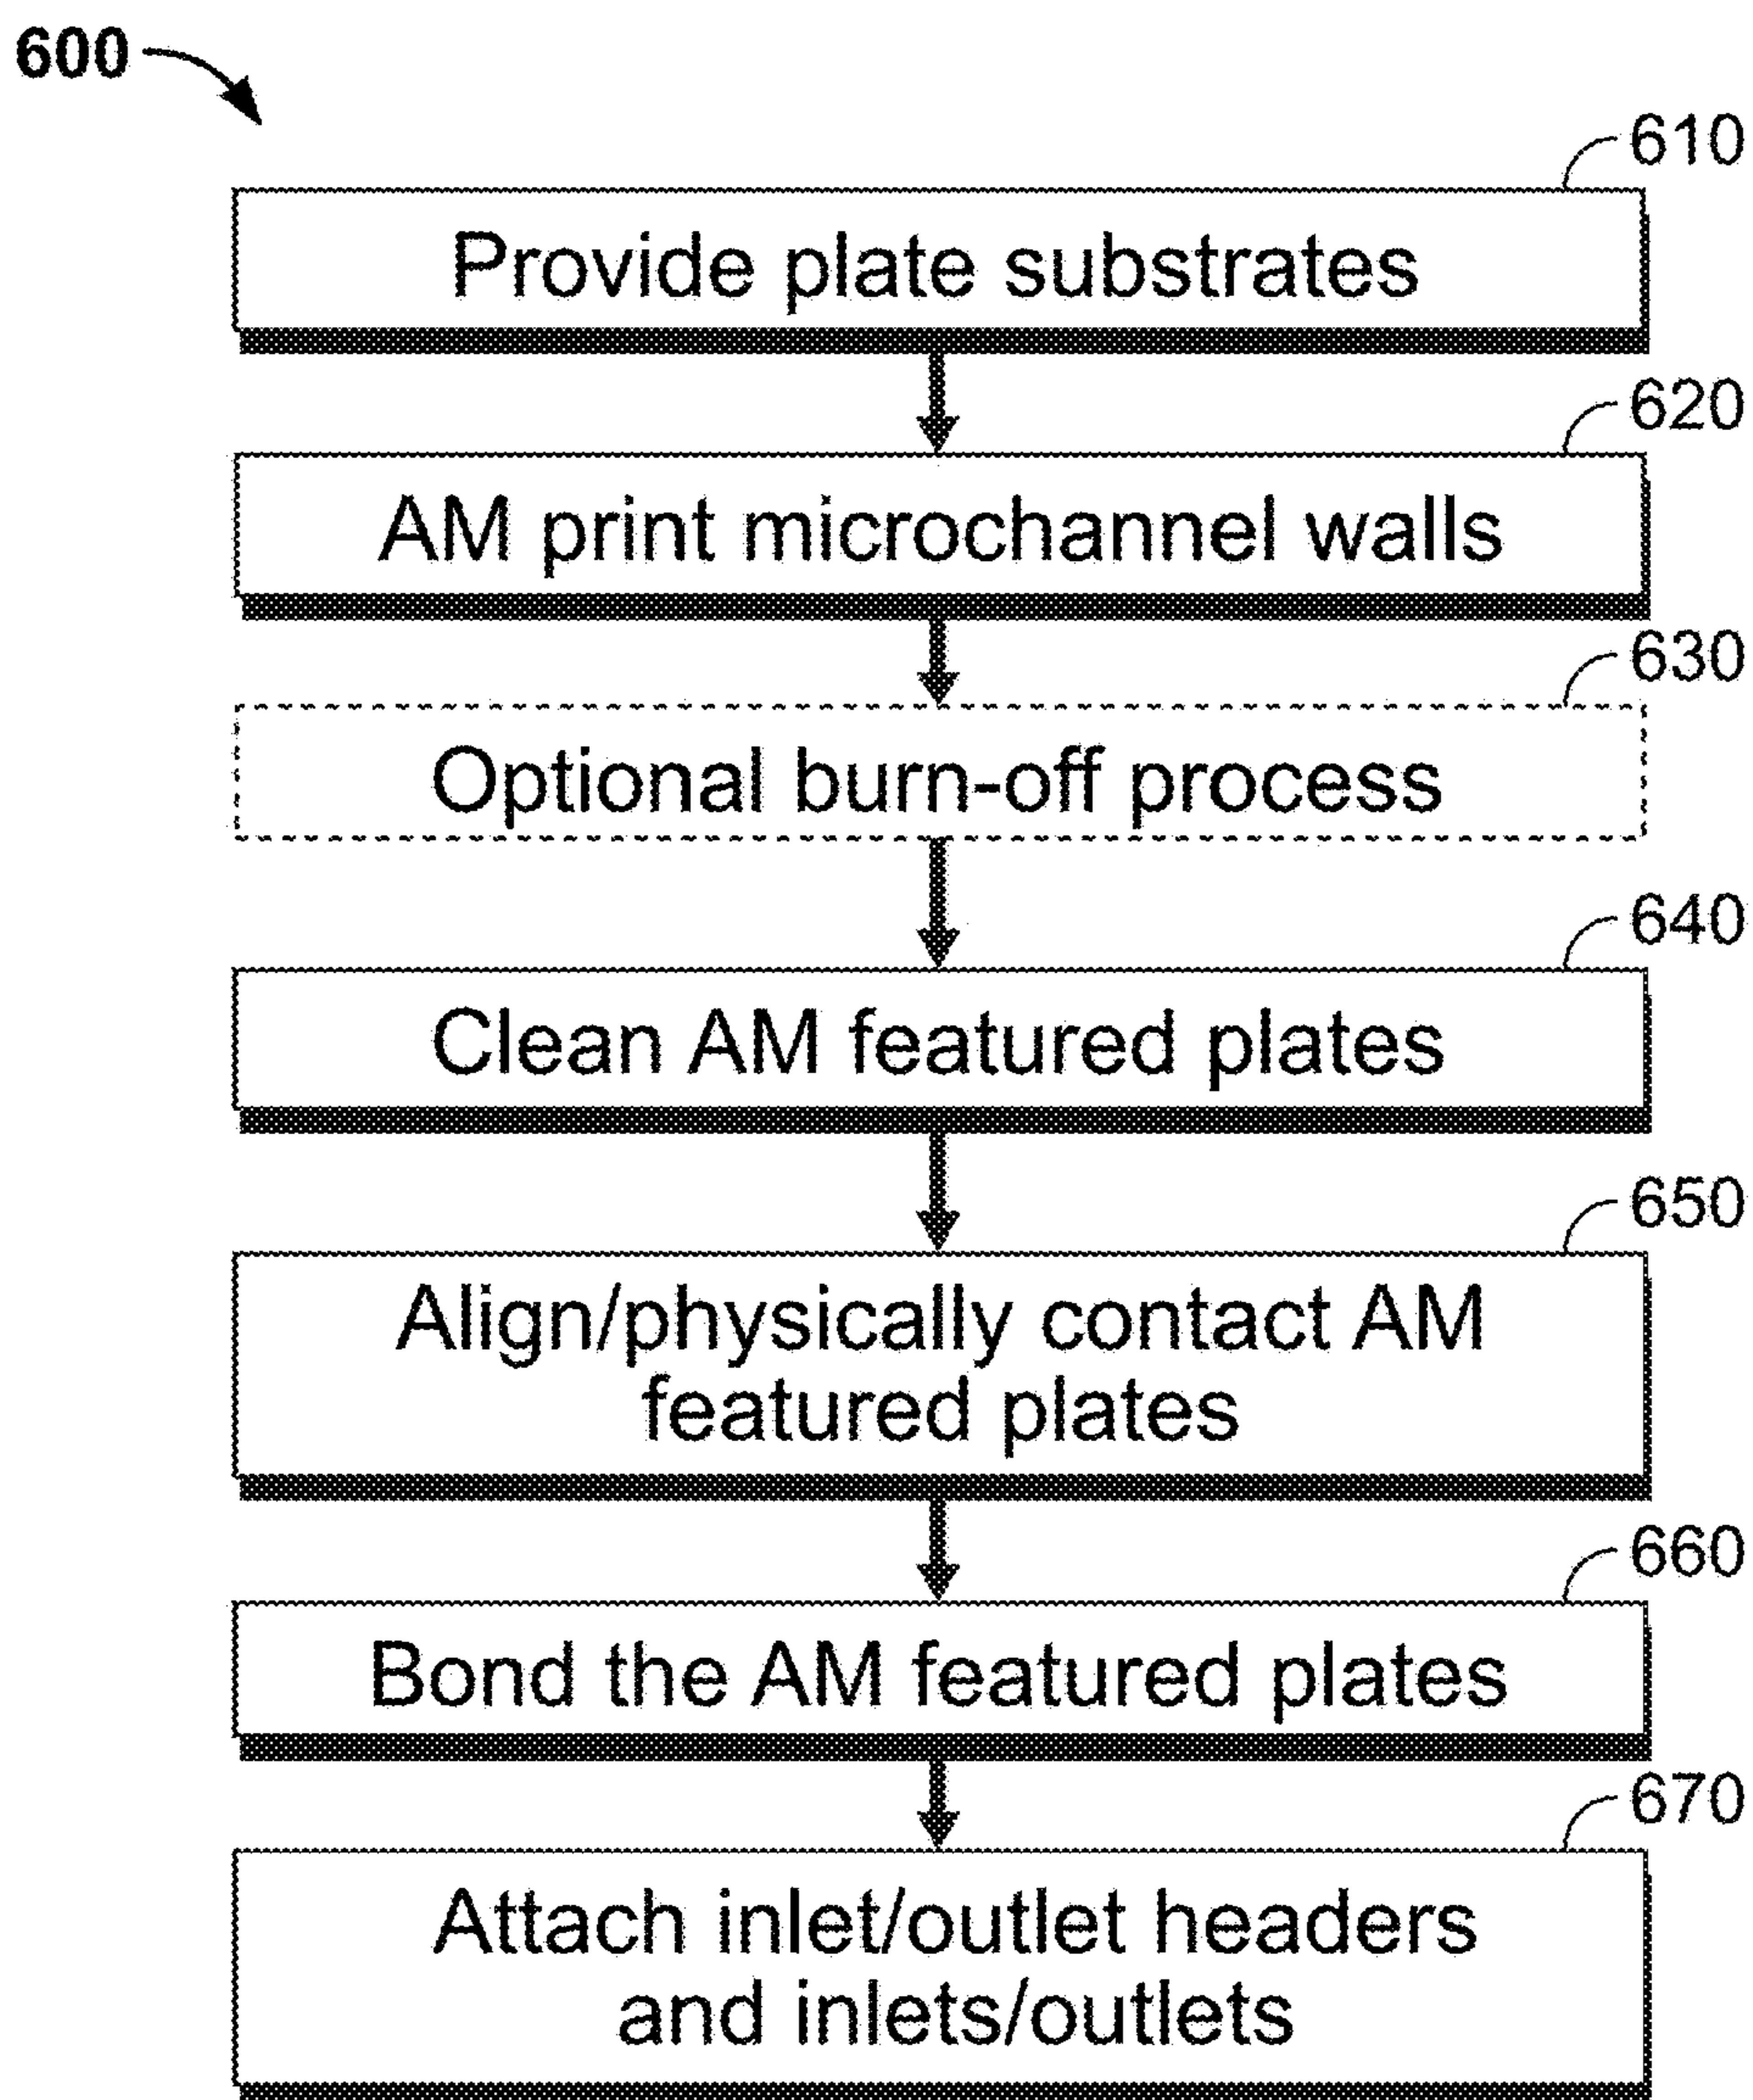 600
610
Provide plate substrates
620
AM print microchannel walls
630
Optional burn-off process
640
Clean AM featured plates
650
Align/physically contact AM
featured plates
660
Bond the AM featured plates
670
Attach inlet/outlet headers
and inlets/outlets